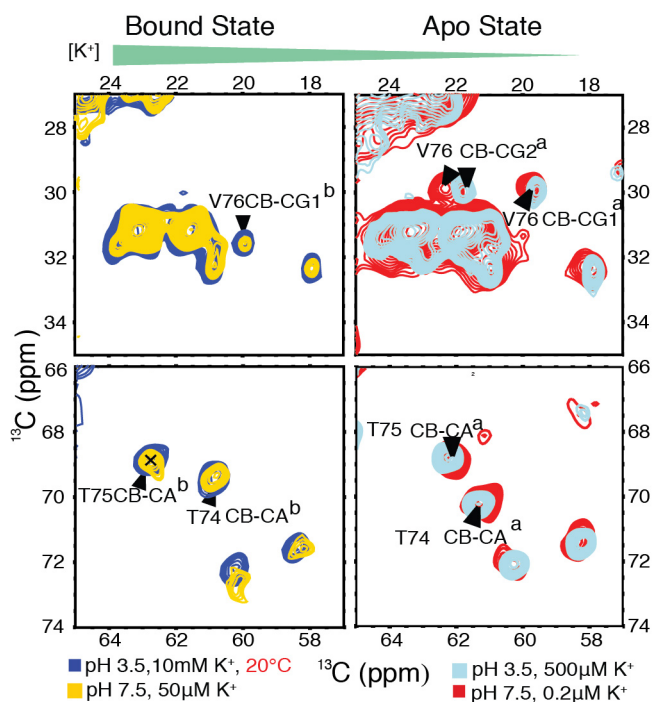 Bound State Apo State
[K⁺]
24 22 20 18 24 22 20 18
28 28
V76 CB-CG2ᵃ
30 V76CB-CG1ᵇ 30
V76 CB-CG1ᵃ
32 32
34 34
¹³C (ppm)
66 66
68 T75 CB-CAᵃ 68
T75CB-CAᵇ
70 T74 CB-CAᵇ 70
T74 CB-CAᵃ
72 72
74 74
64 62 60 58 64 62 60 58
pH 3.5,10mM K⁺, 20°C ¹³C (ppm) pH 3.5, 500µM K⁺
pH 7.5, 50µM K⁺ pH 7.5, 0.2µM K⁺